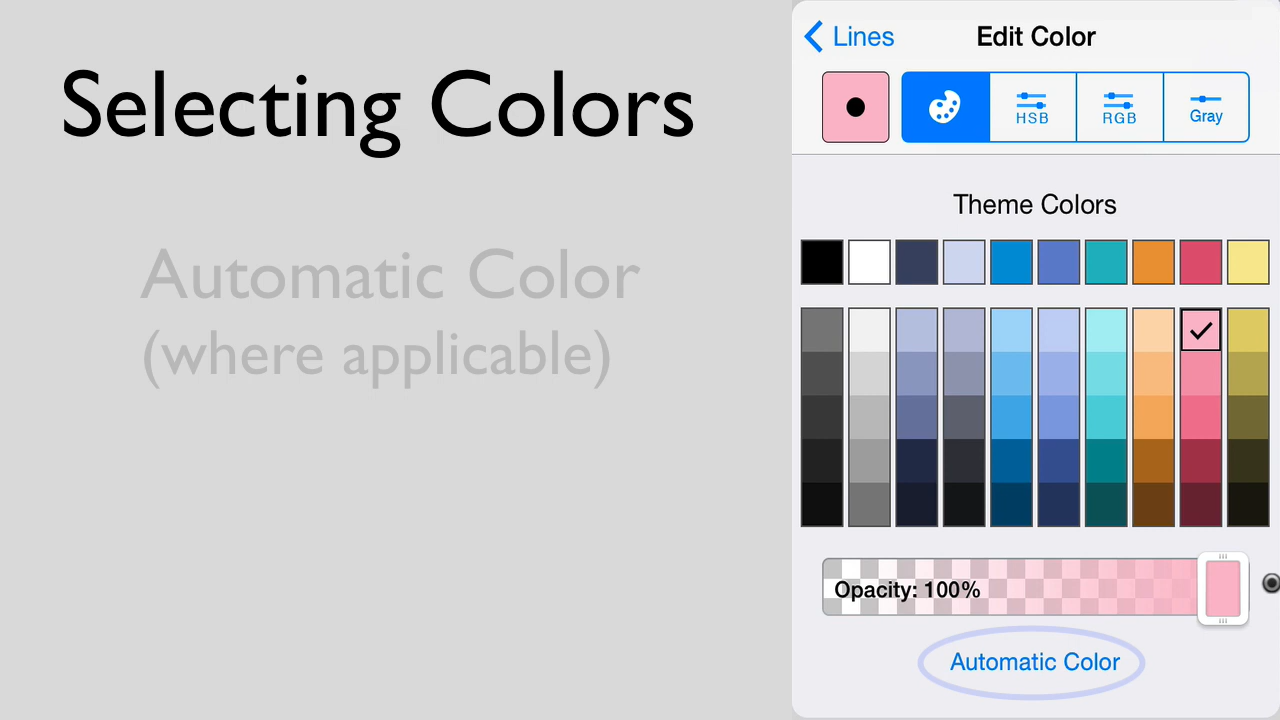 Selecting Colors
Automatic Color
(where applicable)
Lines
Edit Color
HSB
RGB
Gray
Theme Colors
Opacity: 100%
Automatic Color